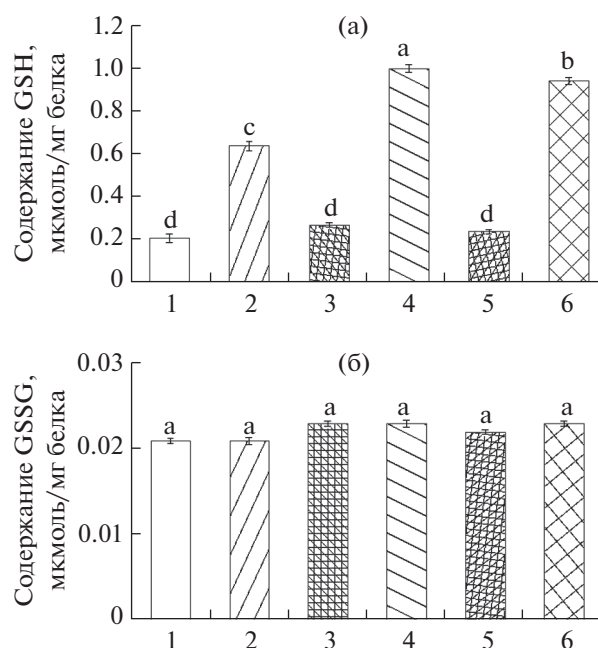 (а)
Содержание GSH,
мкмоль/мг белка
1.2
1.0
0.8
0.6
0.4
0.2
0
d
c
d
a
d
b
1 2 3 4 5 6
(б)
Содержание GSSG,
мкмоль/мг белка
0.03
0.02
0.01
0
a a a a a a
1 2 3 4 5 6